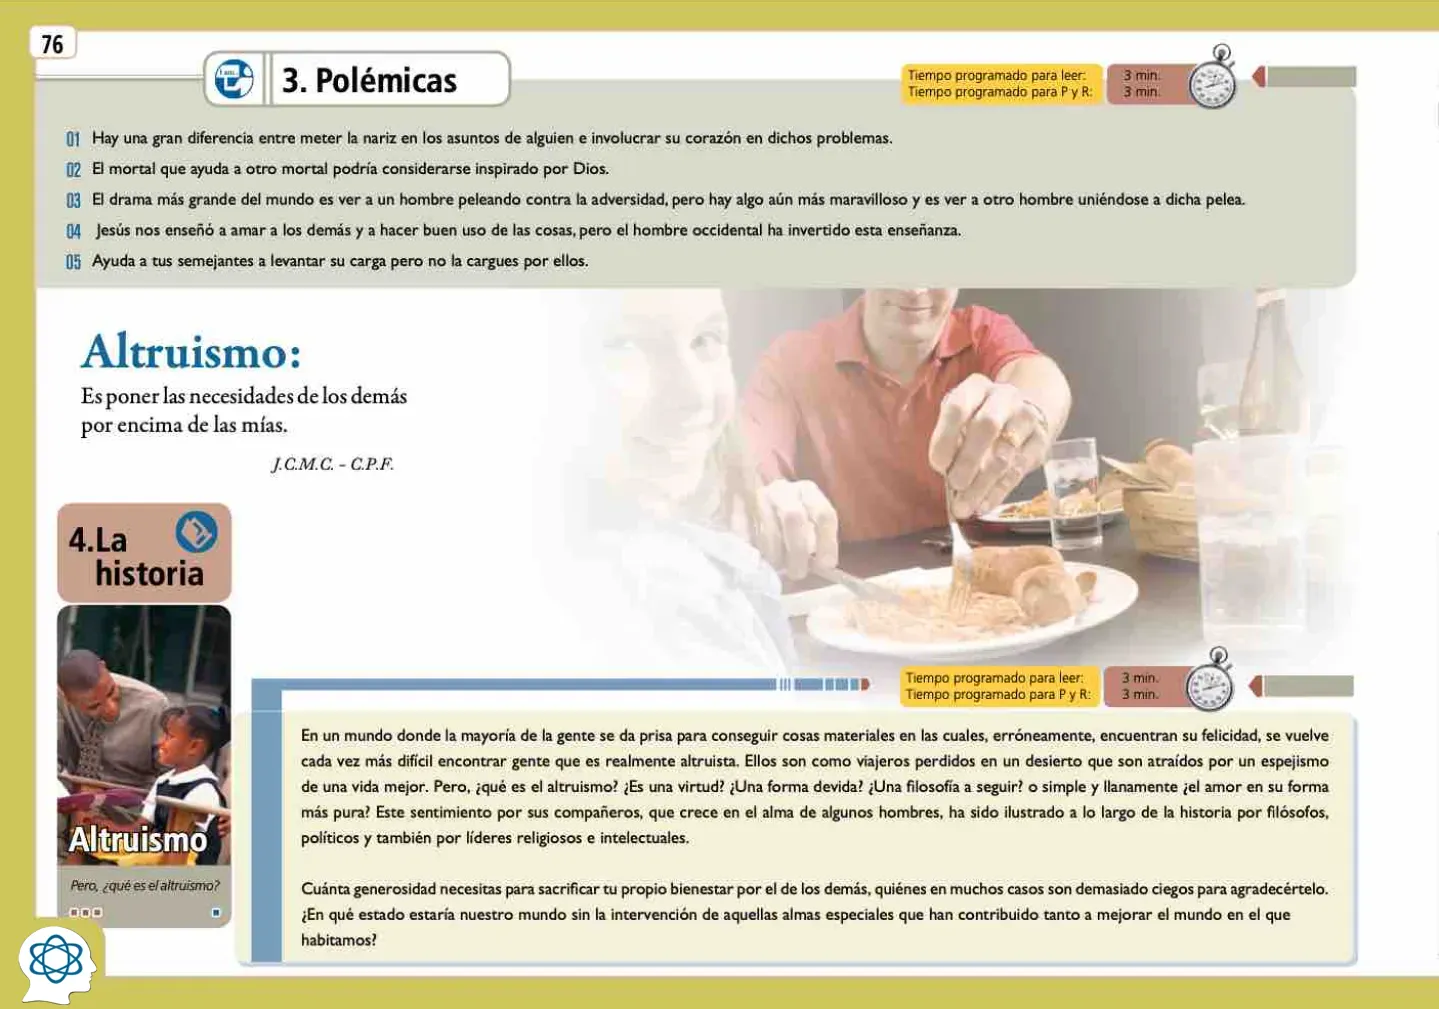 76
3. Polémicas
Tiempo programado para leer: 3 min.
Tiempo programado para P y R: 3 min.
01 Hay una gran diferencia entre meter la nariz en los asuntos de alguien e involucrar su corazón en dichos problemas.
02 El mortal que ayuda a otro mortal podría considerarse inspirado por Dios.
03 El drama más grande del mundo es ver a un hombre peleando contra la adversidad, pero hay algo aún más maravilloso y es ver a otro hombre uniéndose a dicha pelea.
04 Jesús nos enseñó a amar a los demás y a hacer buen uso de las cosas, pero el hombre occidental ha invertido esta enseñanza.
05 Ayuda a tus semejantes a levantar su carga pero no la cargues por ellos.
Altruismo:
Es poner las necesidades de los demás
por encima de las mías.
J.C.M.C. - C.P.F.
4. La
historia
Altruismo
Pero, ¿qué es el altruismo?
Tiempo programado para leer: 3 min.
Tiempo programado para P y R: 3 min.
En un mundo donde la mayoría de la gente se da prisa para conseguir cosas materiales en las cuales, erróneamente, encuentran su felicidad, se vuelve
cada vez más difícil encontrar gente que es realmente altruista. Ellos son como viajeros perdidos en un desierto que son atraídos por un espejismo
de una vida mejor. Pero, ¿qué es el altruismo? ¿Es una virtud? ¿Una forma devida? ¿Una filosofía a seguir? o simple y llanamente ¿el amor en su forma
más pura? Este sentimiento por sus compañeros, que crece en el alma de algunos hombres, ha sido ilustrado a lo largo de la historia por filósofos,
políticos y también por líderes religiosos e intelectuales.
Cuánta generosidad necesitas para sacrificar tu propio bienestar por el de los demás, quiénes en muchos casos son demasiado ciegos para agradecértelo.
¿En qué estado estaría nuestro mundo sin la intervención de aquellas almas especiales que han contribuido tanto a mejorar el mundo en el que
habitamos?